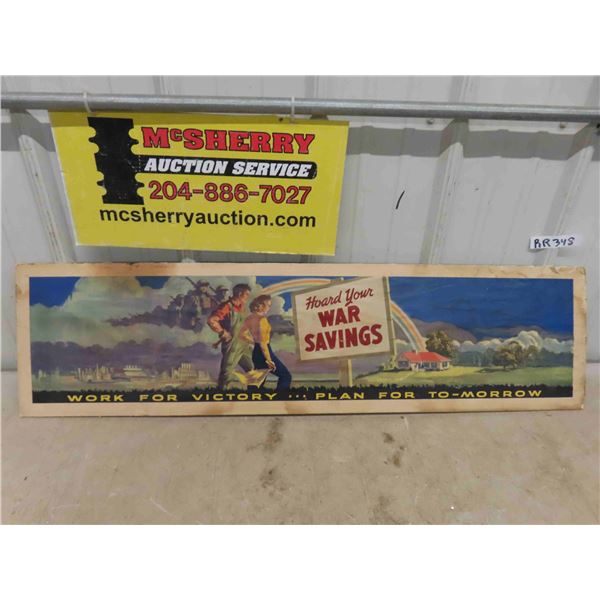 McSHERRY
AUCTION SERVICE
204-886-7027
mcsherryauction.com
RR348
Hoard Your
WAR
SAVINGS
WORK FOR VICTORY ... PLAN FOR TO-MORROW